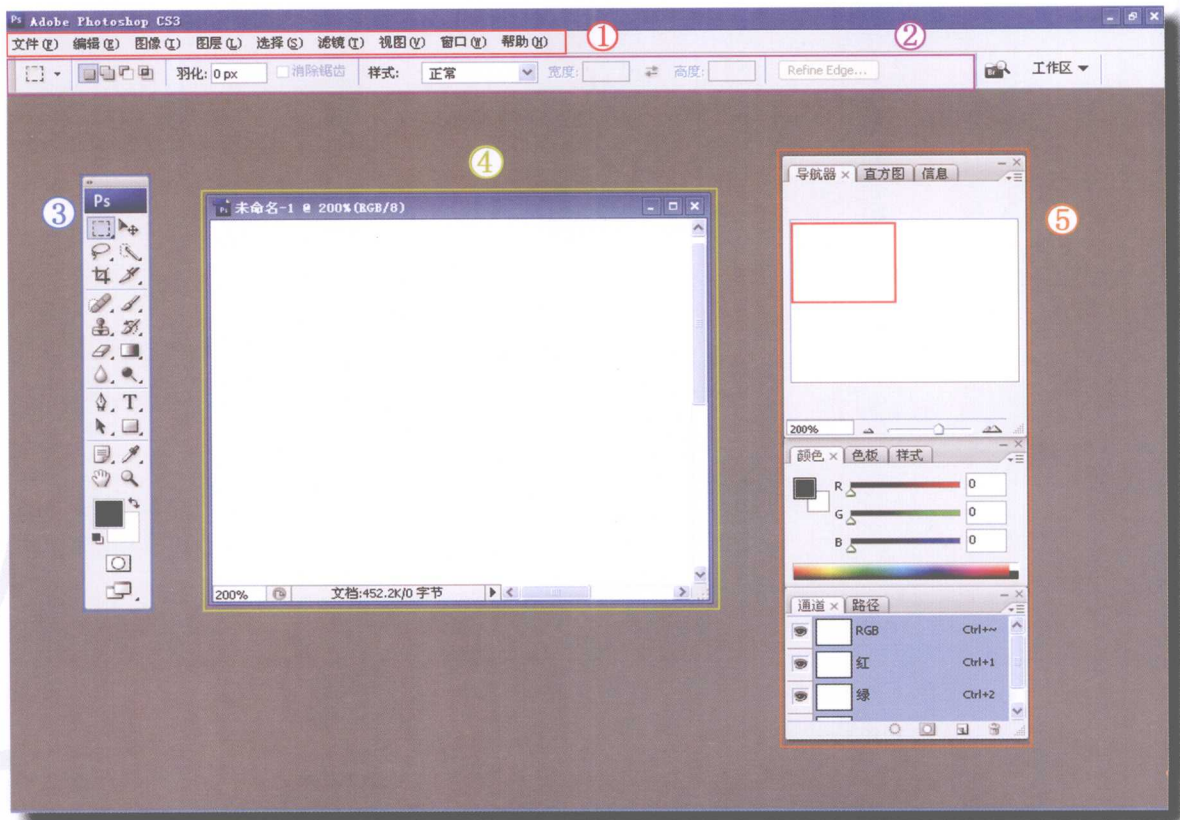 Ps Adobe Photoshop CS3
文件(F) 编辑(E) 图像(I) 图层(L) 选择(S) 滤镜(T) 视图(V) 窗口(W) 帮助(H) ① ②
羽化: 0 px 消除锯齿 样式: 正常 宽度: 高度: Refine Edge... Br 工作区
④
③
⑤
Ps
T
未命名-1 @ 200%(RGB/8)
200% 文档:452.2K/0 字节
导航器 × 直方图 信息
200%
颜色 × 色板 样式
R 0
G 0
B 0
通道 × 路径
RGB Ctrl+~
红 Ctrl+1
绿 Ctrl+2